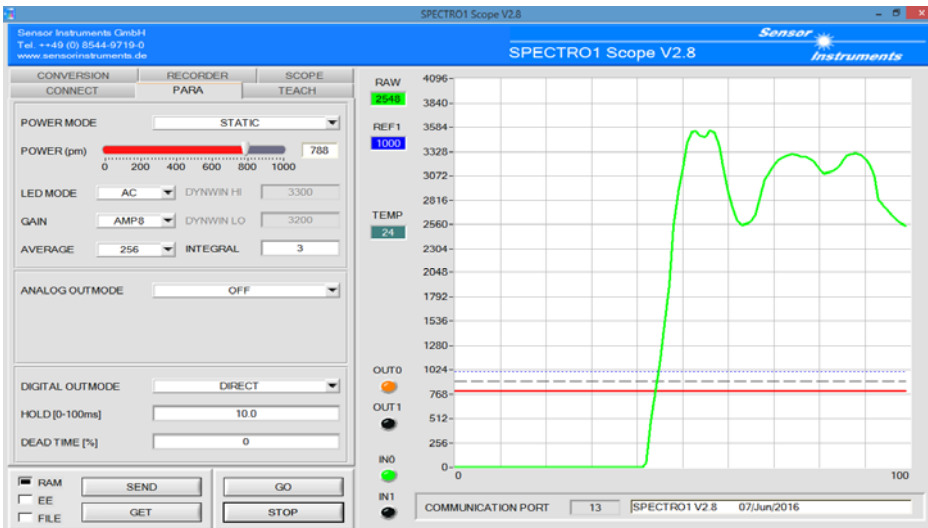 SPECTRO1 Scope V2.8
Sensor Instruments GmbH
Tel. ++49 (0) 8544-9719-0
www.sensorinstruments.de
SPECTRO1 Scope V2.8
Sensor
Instruments
CONVERSION RECORDER SCOPE
CONNECT PARA TEACH
POWER MODE STATIC
POWER (pm) 788
0 200 400 600 800 1000
LED MODE AC DYNWIN HI 3300
GAIN AMP8 DYNWIN LO 3200
AVERAGE 256 INTEGRAL 3
ANALOG OUTMODE OFF
DIGITAL OUTMODE DIRECT
HOLD [0-100ms] 10.0
DEAD TIME [%] 0
RAM
EE
FILE
SEND GO
GET STOP
RAW
2548
REF1
1000
TEMP
24
OUT0
OUT1
IN0
IN1
4096
3840
3584
3328
3072
2816
2560
2304
2048
1792
1536
1280
1024
768
512
256
0
0 100
COMMUNICATION PORT 13 SPECTRO1 V2.8 07/Jun/2016